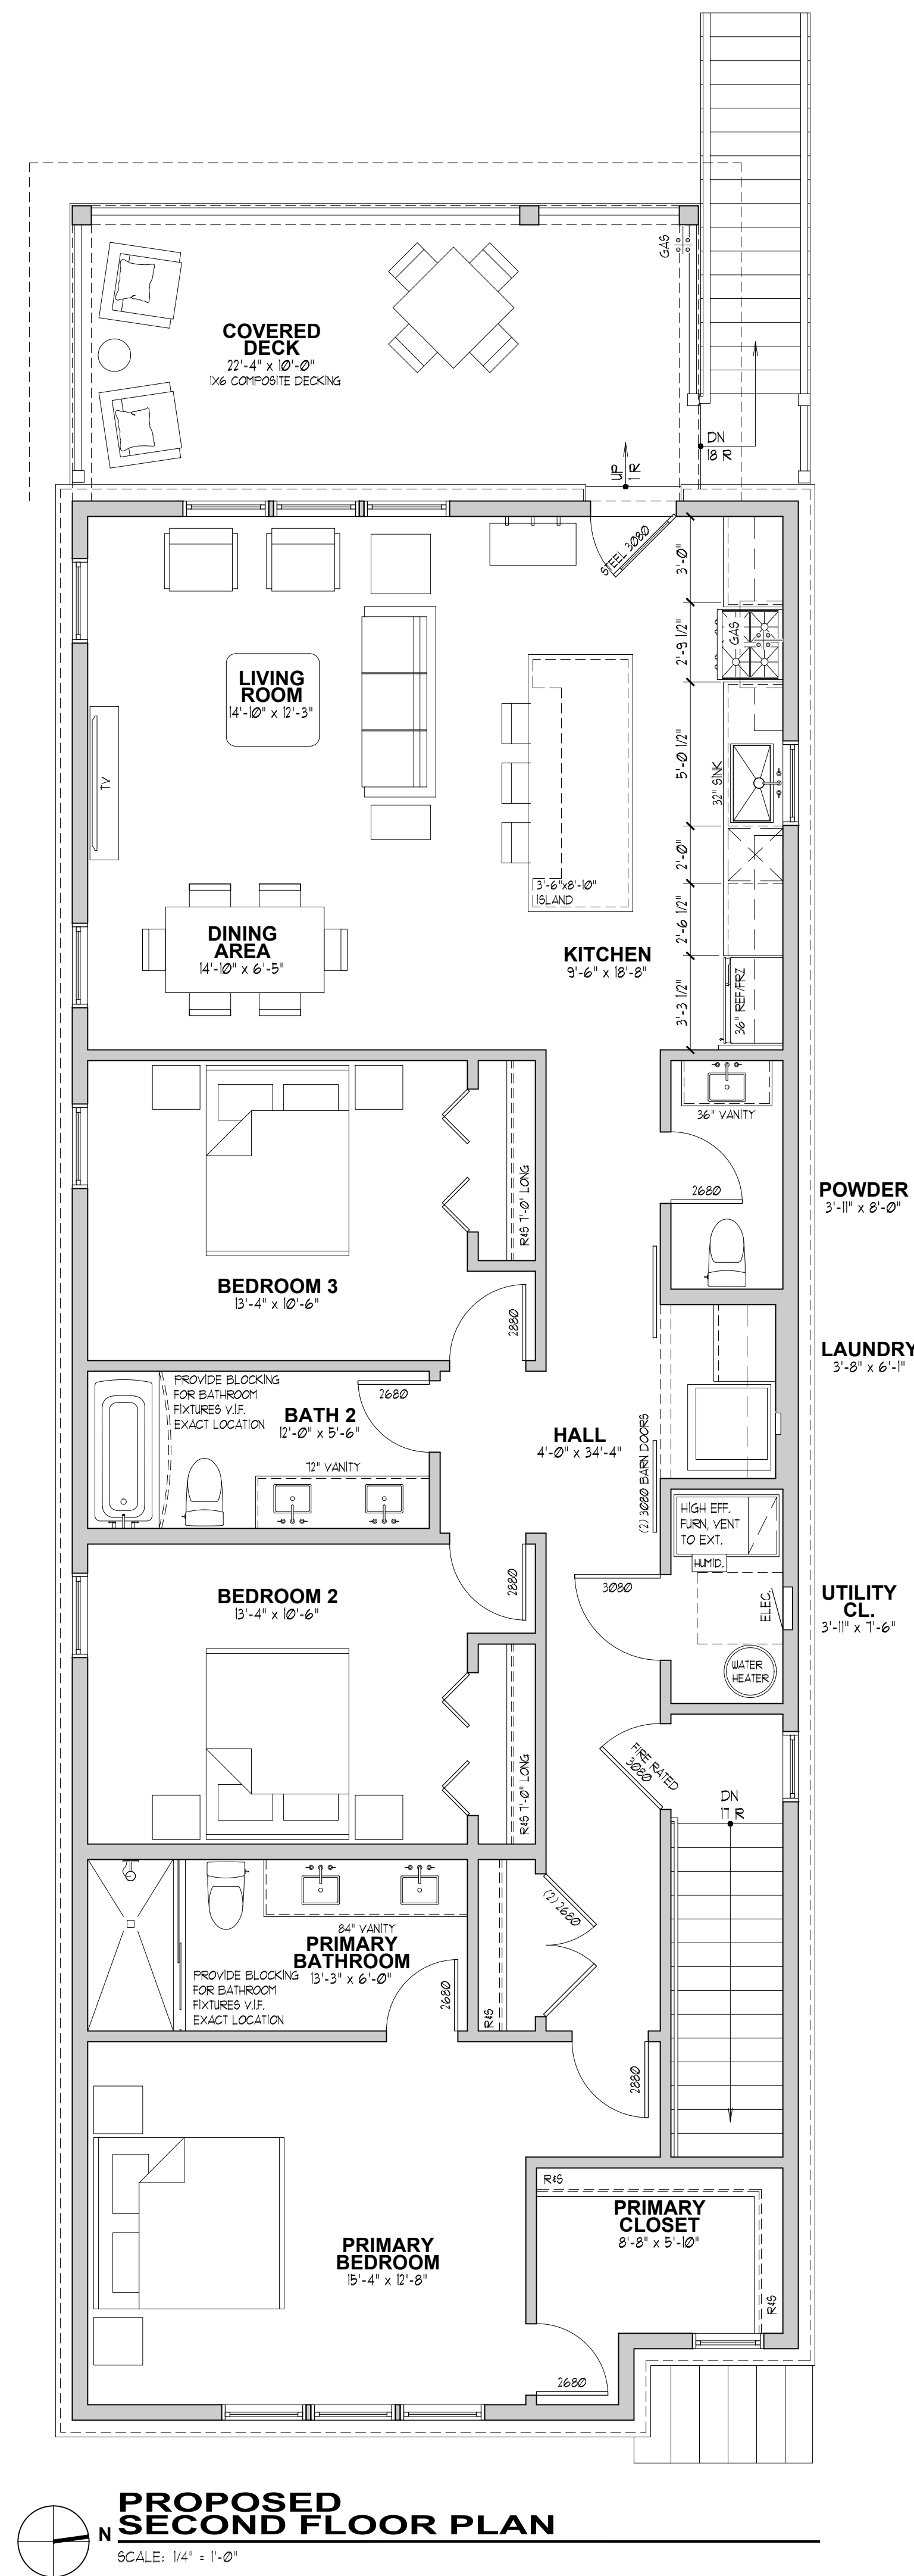 GAS
COVERED
DECK
22'-4" x 10'-0"
1X6 COMPOSITE DECKING
DN
18 R
UP
1 R
STEEL 3080
3'-0"
LIVING
ROOM
14'-10" x 12'-3"
GAS
2'-9 1/2"
TV
5'-0 1/2"
32" SINK
2'-0"
3'-6"x8'-10"
ISLAND
DINING
AREA
14'-10" x 6'-5"
KITCHEN
9'-6" x 18'-8"
2'-6 1/2"
3'-3 1/2"
36" REF/FRZ
36" VANITY
R&S 7'-0" LONG
2680
POWDER
3'-11" x 8'-0"
BEDROOM 3
13'-4" x 10'-6"
2880
LAUNDRY
3'-8" x 6'-1"
PROVIDE BLOCKING
FOR BATHROOM
FIXTURES V.I.F.
EXACT LOCATION
2680
BATH 2
12'-0" x 5'-6"
72" VANITY
HALL
4'-0" x 34'-4"
(2) 3080 BARN DOORS
HIGH EFF.
FURN, VENT
TO EXT.
HUMID.
BEDROOM 2
13'-4" x 10'-6"
2880
3080
ELEC.
UTILITY
CL.
3'-11" x 7'-6"
WATER
HEATER
R&S 7'-0" LONG
FIRE RATED
3080
DN
17 R
(2) 2680
84" VANITY
PRIMARY
BATHROOM
13'-3" x 6'-0"
PROVIDE BLOCKING
FOR BATHROOM
FIXTURES V.I.F.
EXACT LOCATION
2680
R&S
2880
R&S
PRIMARY
CLOSET
8'-8" x 5'-10"
PRIMARY
BEDROOM
15'-4" x 12'-8"
R&S
2680
N
PROPOSED
SECOND FLOOR PLAN
SCALE: 1/4" = 1'-0"